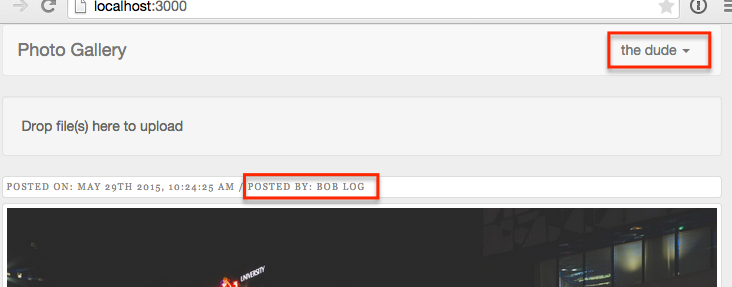 localhost:3000
Photo Gallery
the dude
Drop file(s) here to upload
POSTED ON: MAY 29TH 2015, 10:24:25 AM / POSTED BY: BOB LOG
UNIVERSITY